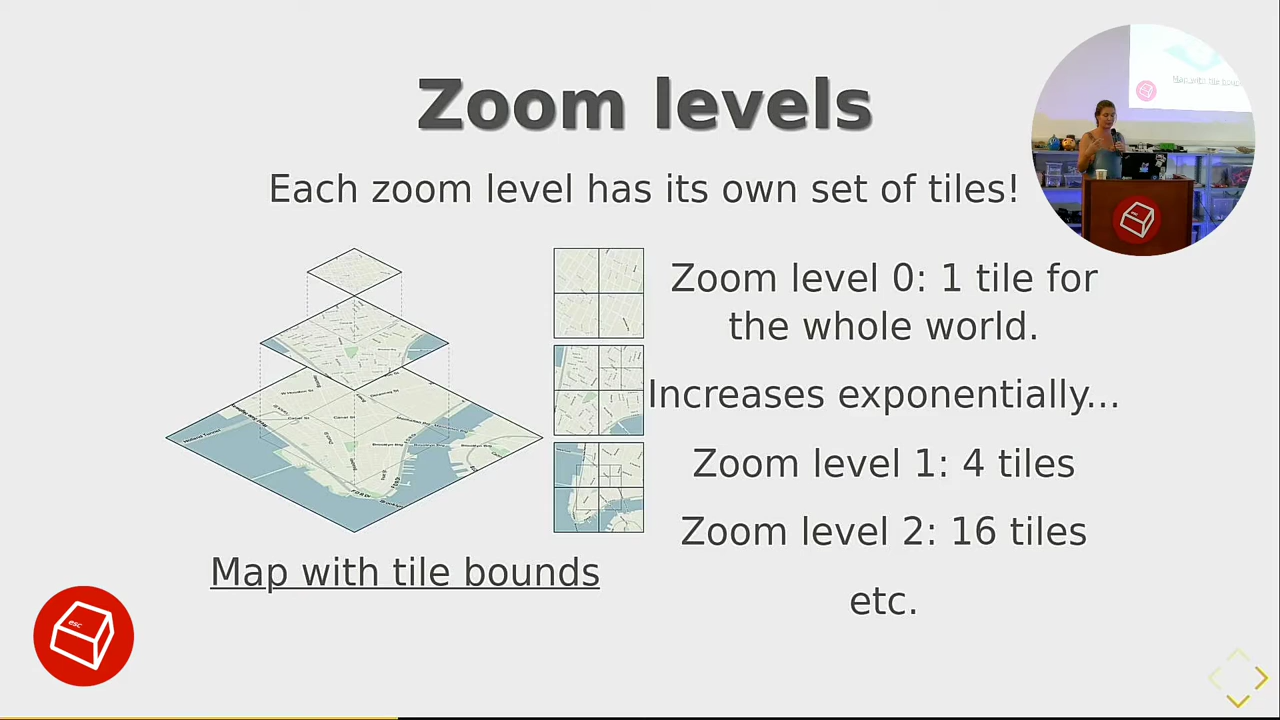 Zoom levels
Each zoom level has its own set of tiles!
Zoom level 0: 1 tile for
the whole world.
Increases exponentially...
Zoom level 1: 4 tiles
Zoom level 2: 16 tiles
etc.
Map with tile bounds
esc